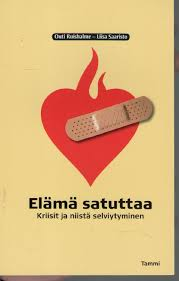 Outi Ruishalme – Liisa Saaristo
Elämä satuttaa
Kriisit ja niistä selviytyminen
Tammi